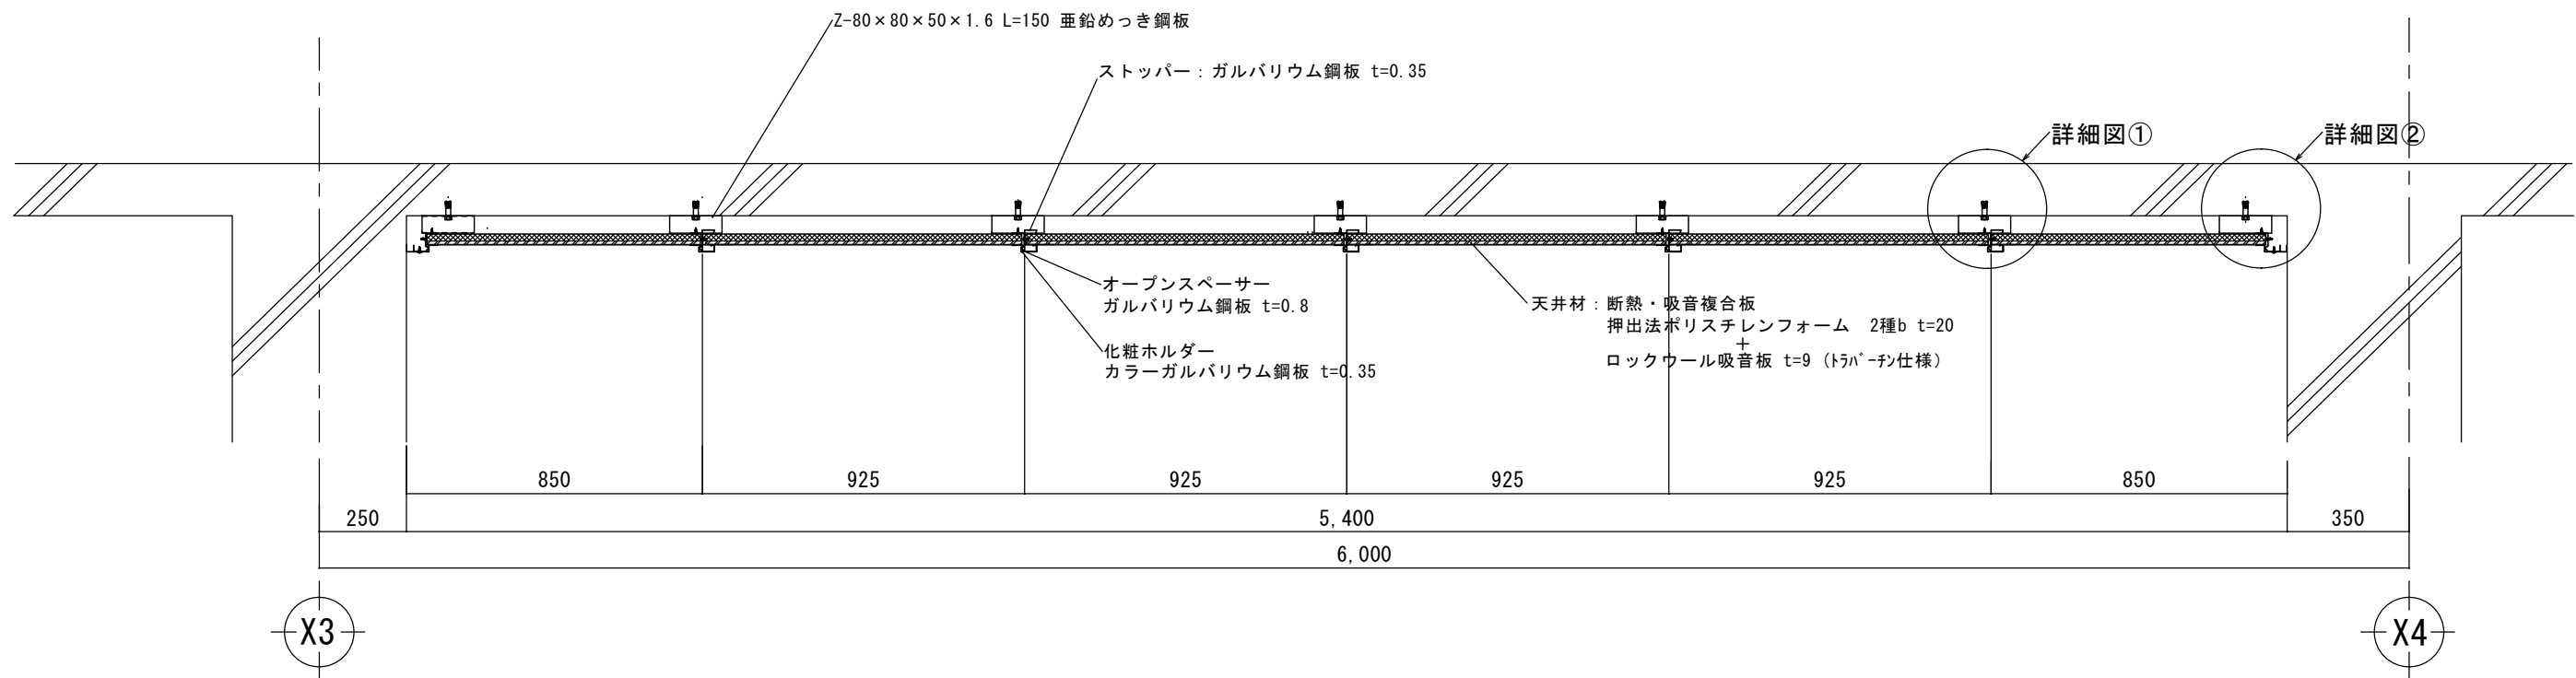 Z-80×80×50×1.6 L=150 亜鉛めっき鋼板
ストッパー：ガルバリウム鋼板 t=0.35
詳細図①
詳細図②
オープンスペーサー
ガルバリウム鋼板 t=0.8
化粧ホルダー
カラーガルバリウム鋼板 t=0.35
天井材：断熱・吸音複合板
押出法ポリスチレンフォーム　2種b t=20
+
ロックウール吸音板 t=9（ﾄﾗﾊﾞｰﾁﾝ仕様）
850
925
925
925
925
850
250
5,400
350
6,000
X3
X4